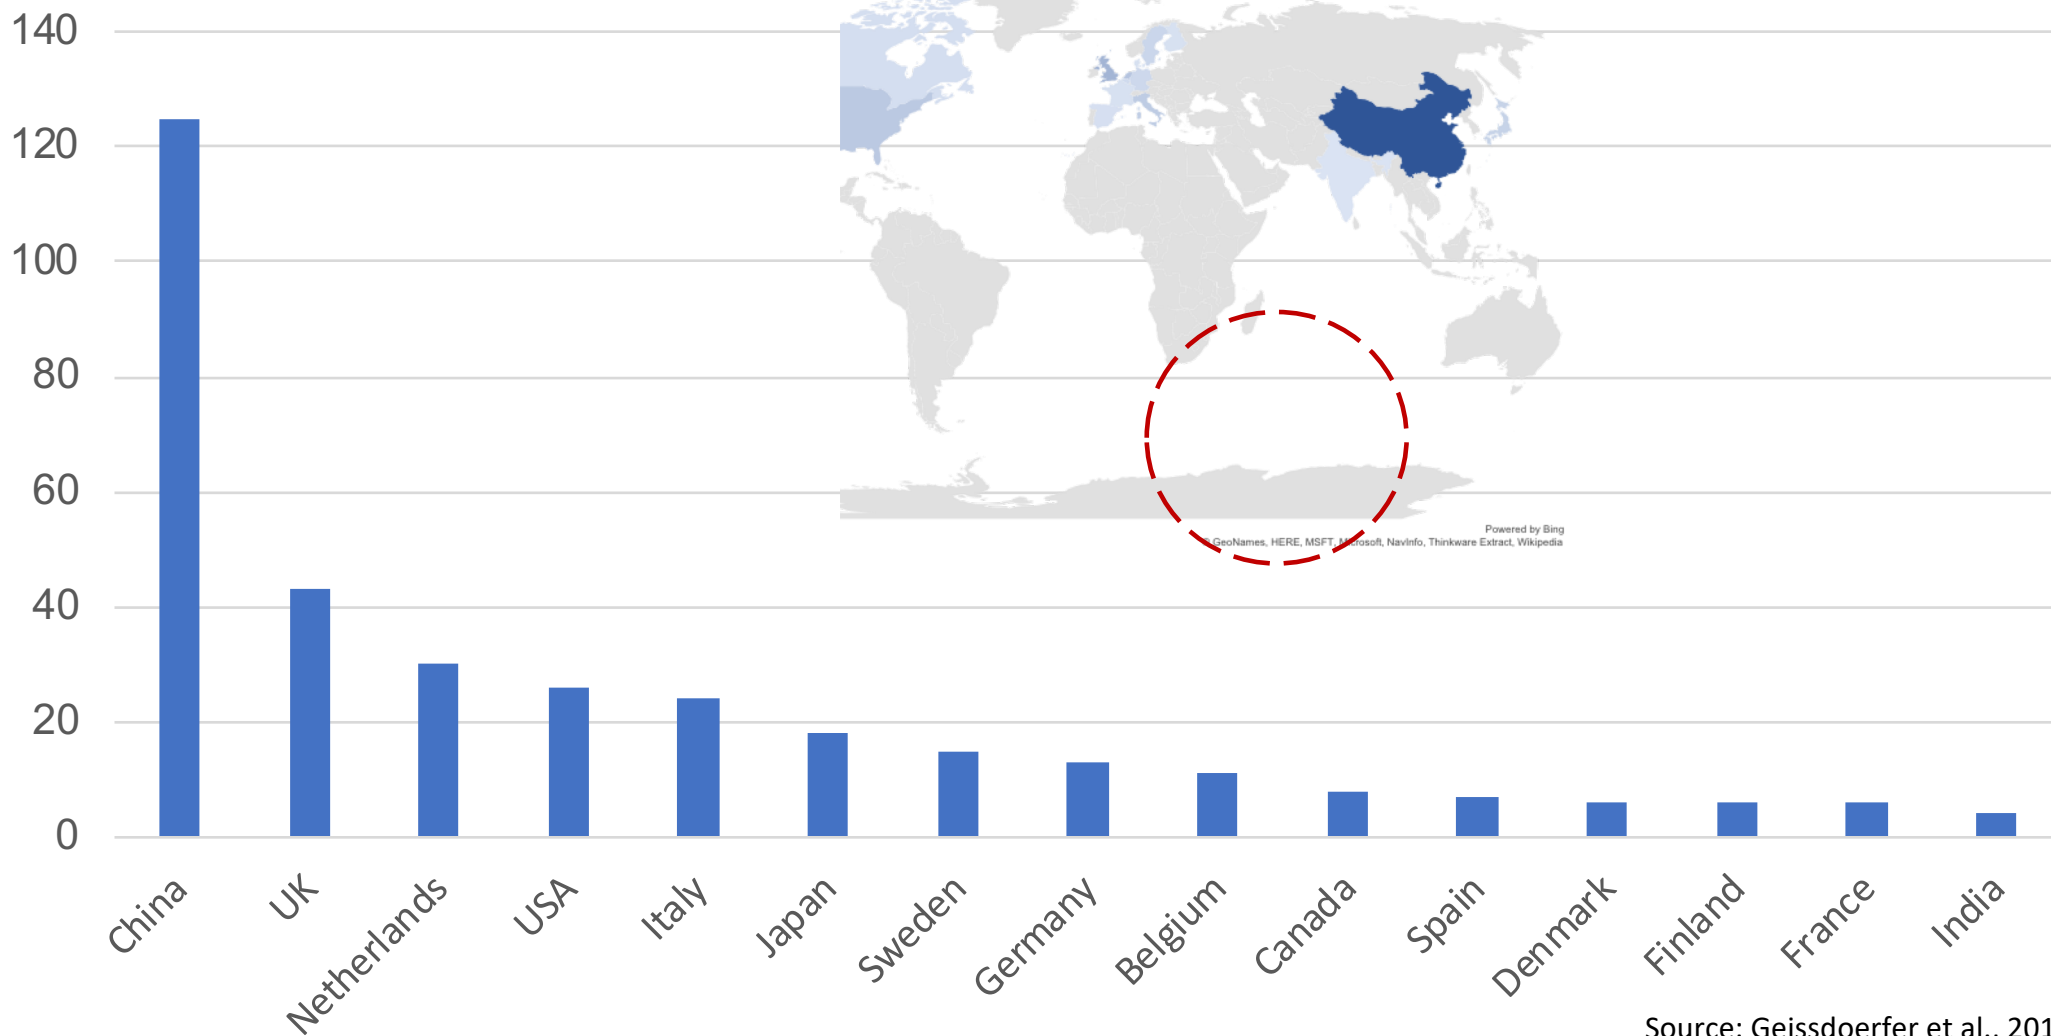 140
120
100
80
60
40
20
0
Powered by Bing
© GeoNames, HERE, MSFT, Microsoft, NavInfo, Thinkware Extract, Wikipedia
China
UK
Netherlands
USA
Italy
Japan
Sweden
Germany
Belgium
Canada
Spain
Denmark
Finland
France
India
Source: Geissdoerfer et al., 201